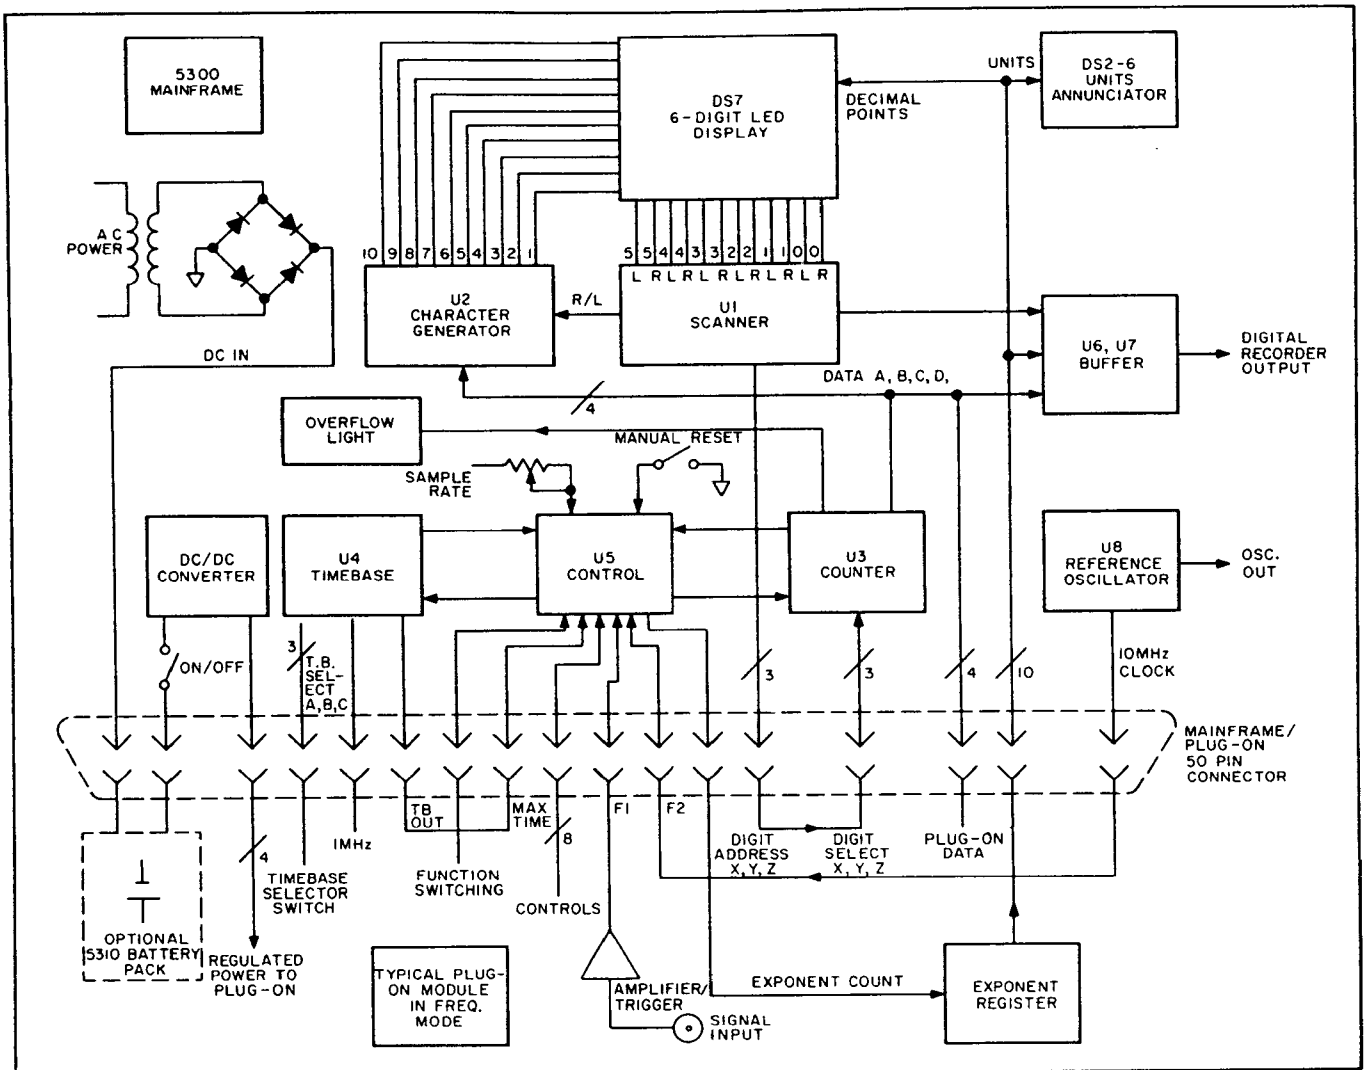 5300
MAINFRAME
DS7
6-DIGIT LED
DISPLAY
UNITS
DECIMAL
POINTS
DS2-6
UNITS
ANNUNCIATOR
AC
POWER
10 9 8 7 6 5 4 3 2 1
5 5 4 4 3 3 2 2 1 1 0 0
L R L R L R L R L R L R
U2
CHARACTER
GENERATOR
R/L
U1
SCANNER
U6, U7
BUFFER
DIGITAL
RECORDER
OUTPUT
DC IN
DATA A, B, C, D,
4
OVERFLOW
LIGHT
MANUAL RESET
SAMPLE
RATE
DC/DC
CONVERTER
U4
TIMEBASE
U5
CONTROL
U3
COUNTER
U8
REFERENCE
OSCILLATOR
OSC.
OUT
ON/OFF
3
T.B.
SEL-
ECT
A,B,C
3
3
4
10
10MHz
CLOCK
MAINFRAME/
PLUG-ON
50 PIN
CONNECTOR
TB
OUT
MAX
TIME
F1
F2
4
1MHz
8
DIGIT
ADDRESS
X, Y, Z
DIGIT
SELECT
X, Y, Z
PLUG-ON
DATA
TIMEBASE
SELECTOR
SWITCH
FUNCTION
SWITCHING
CONTROLS
OPTIONAL
5310 BATTERY
PACK
REGULATED
POWER TO
PLUG-ON
TYPICAL PLUG-
ON MODULE
IN FREQ.
MODE
AMPLIFIER/
TRIGGER
SIGNAL
INPUT
EXPONENT COUNT
EXPONENT
REGISTER